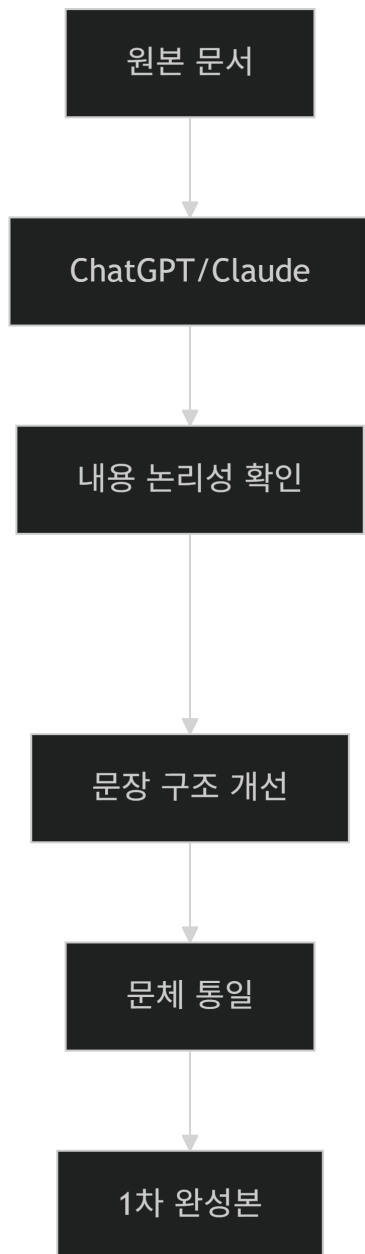 원본 문서
ChatGPT/Claude
내용 논리성 확인
문장 구조 개선
문체 통일
1차 완성본